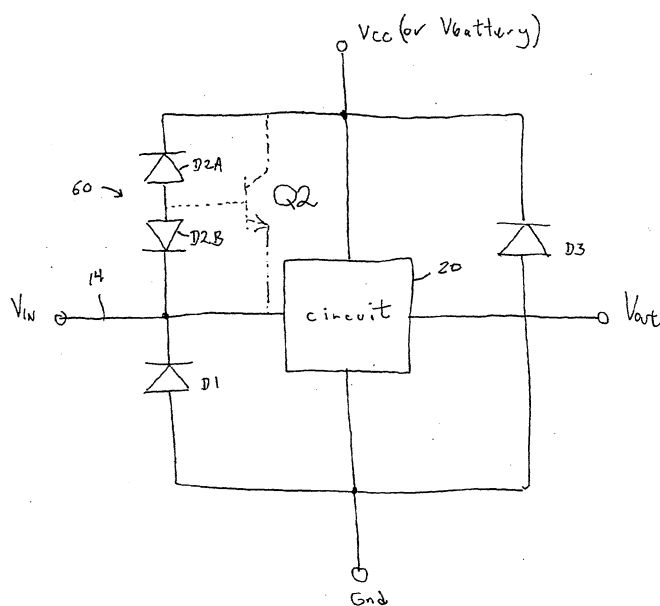 Vcc (or Vbattery)
D2A
60
Q2
D2B
20
14
D3
VIN
circuit
Vout
D1
Gnd